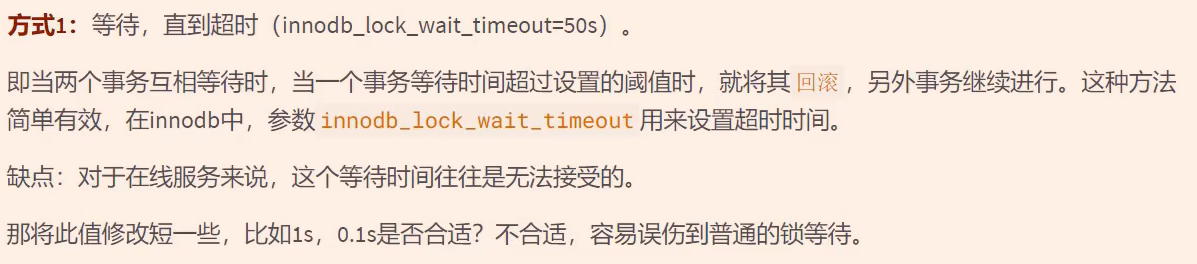 方式1：等待，直到超时（innodb_lock_wait_timeout=50s）。
即当两个事务互相等待时，当一个事务等待时间超过设置的阈值时，就将其回滚，另外事务继续进行。这种方法
简单有效，在innodb中，参数innodb_lock_wait_timeout用来设置超时时间。
缺点：对于在线服务来说，这个等待时间往往是无法接受的。
那将此值修改短一些，比如1s，0.1s是否合适？不合适，容易误伤到普通的锁等待。